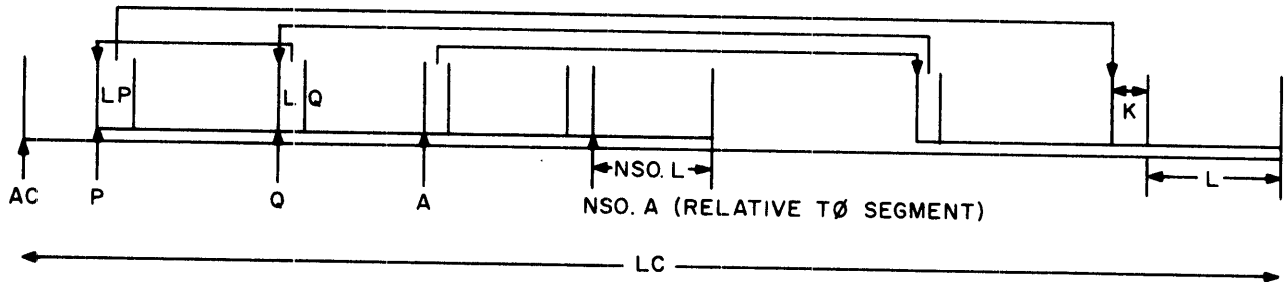 LP L. Q K
NSO. L L
AC P Q A NSO. A (RELATIVE TØ SEGMENT)
LC